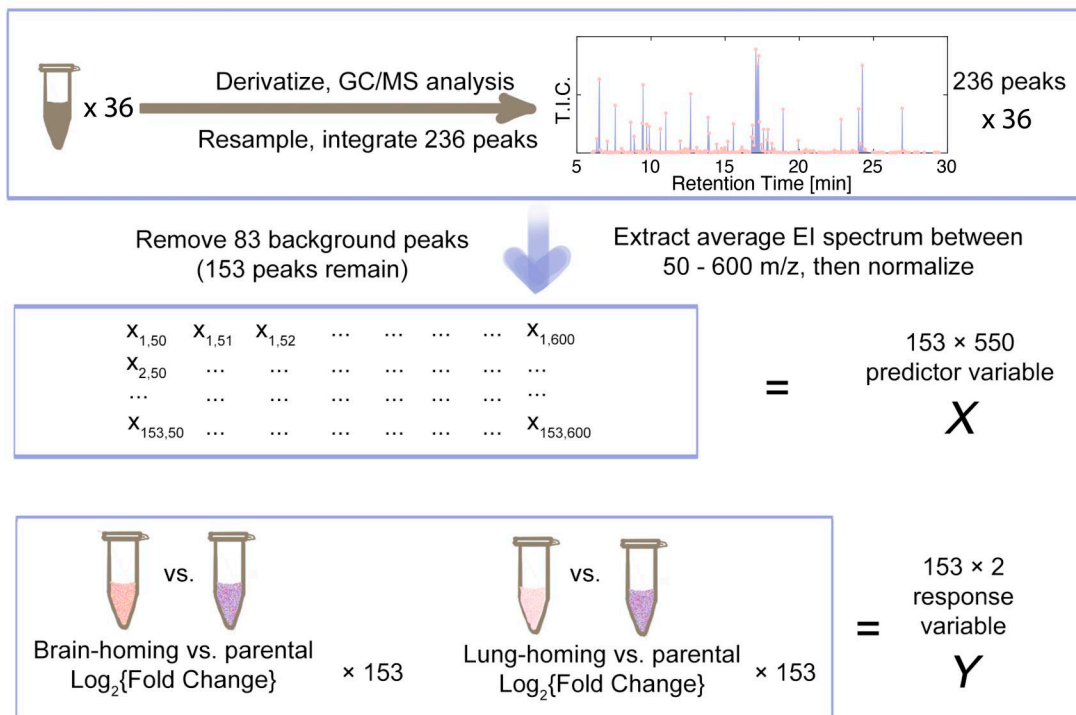 x 36
Derivatize, GC/MS analysis
Resample, integrate 236 peaks
T.I.C.
5 10 15 20 25 30
Retention Time [min]
236 peaks
x 36
Remove 83 background peaks
(153 peaks remain)
Extract average EI spectrum between
50 - 600 m/z, then normalize
x1,50 x1,51 x1,52 ... ... ... ... x1,600
x2,50 ... ... ... ... ... ... ...
... ... ... ... ... ... ... ...
x153,50 ... ... ... ... ... ... x153,600
=
153 × 550
predictor variable
X
vs.
Brain-homing vs. parental
Log2{Fold Change}
× 153
vs.
Lung-homing vs. parental
Log2{Fold Change}
× 153
=
153 × 2
response
variable
Y